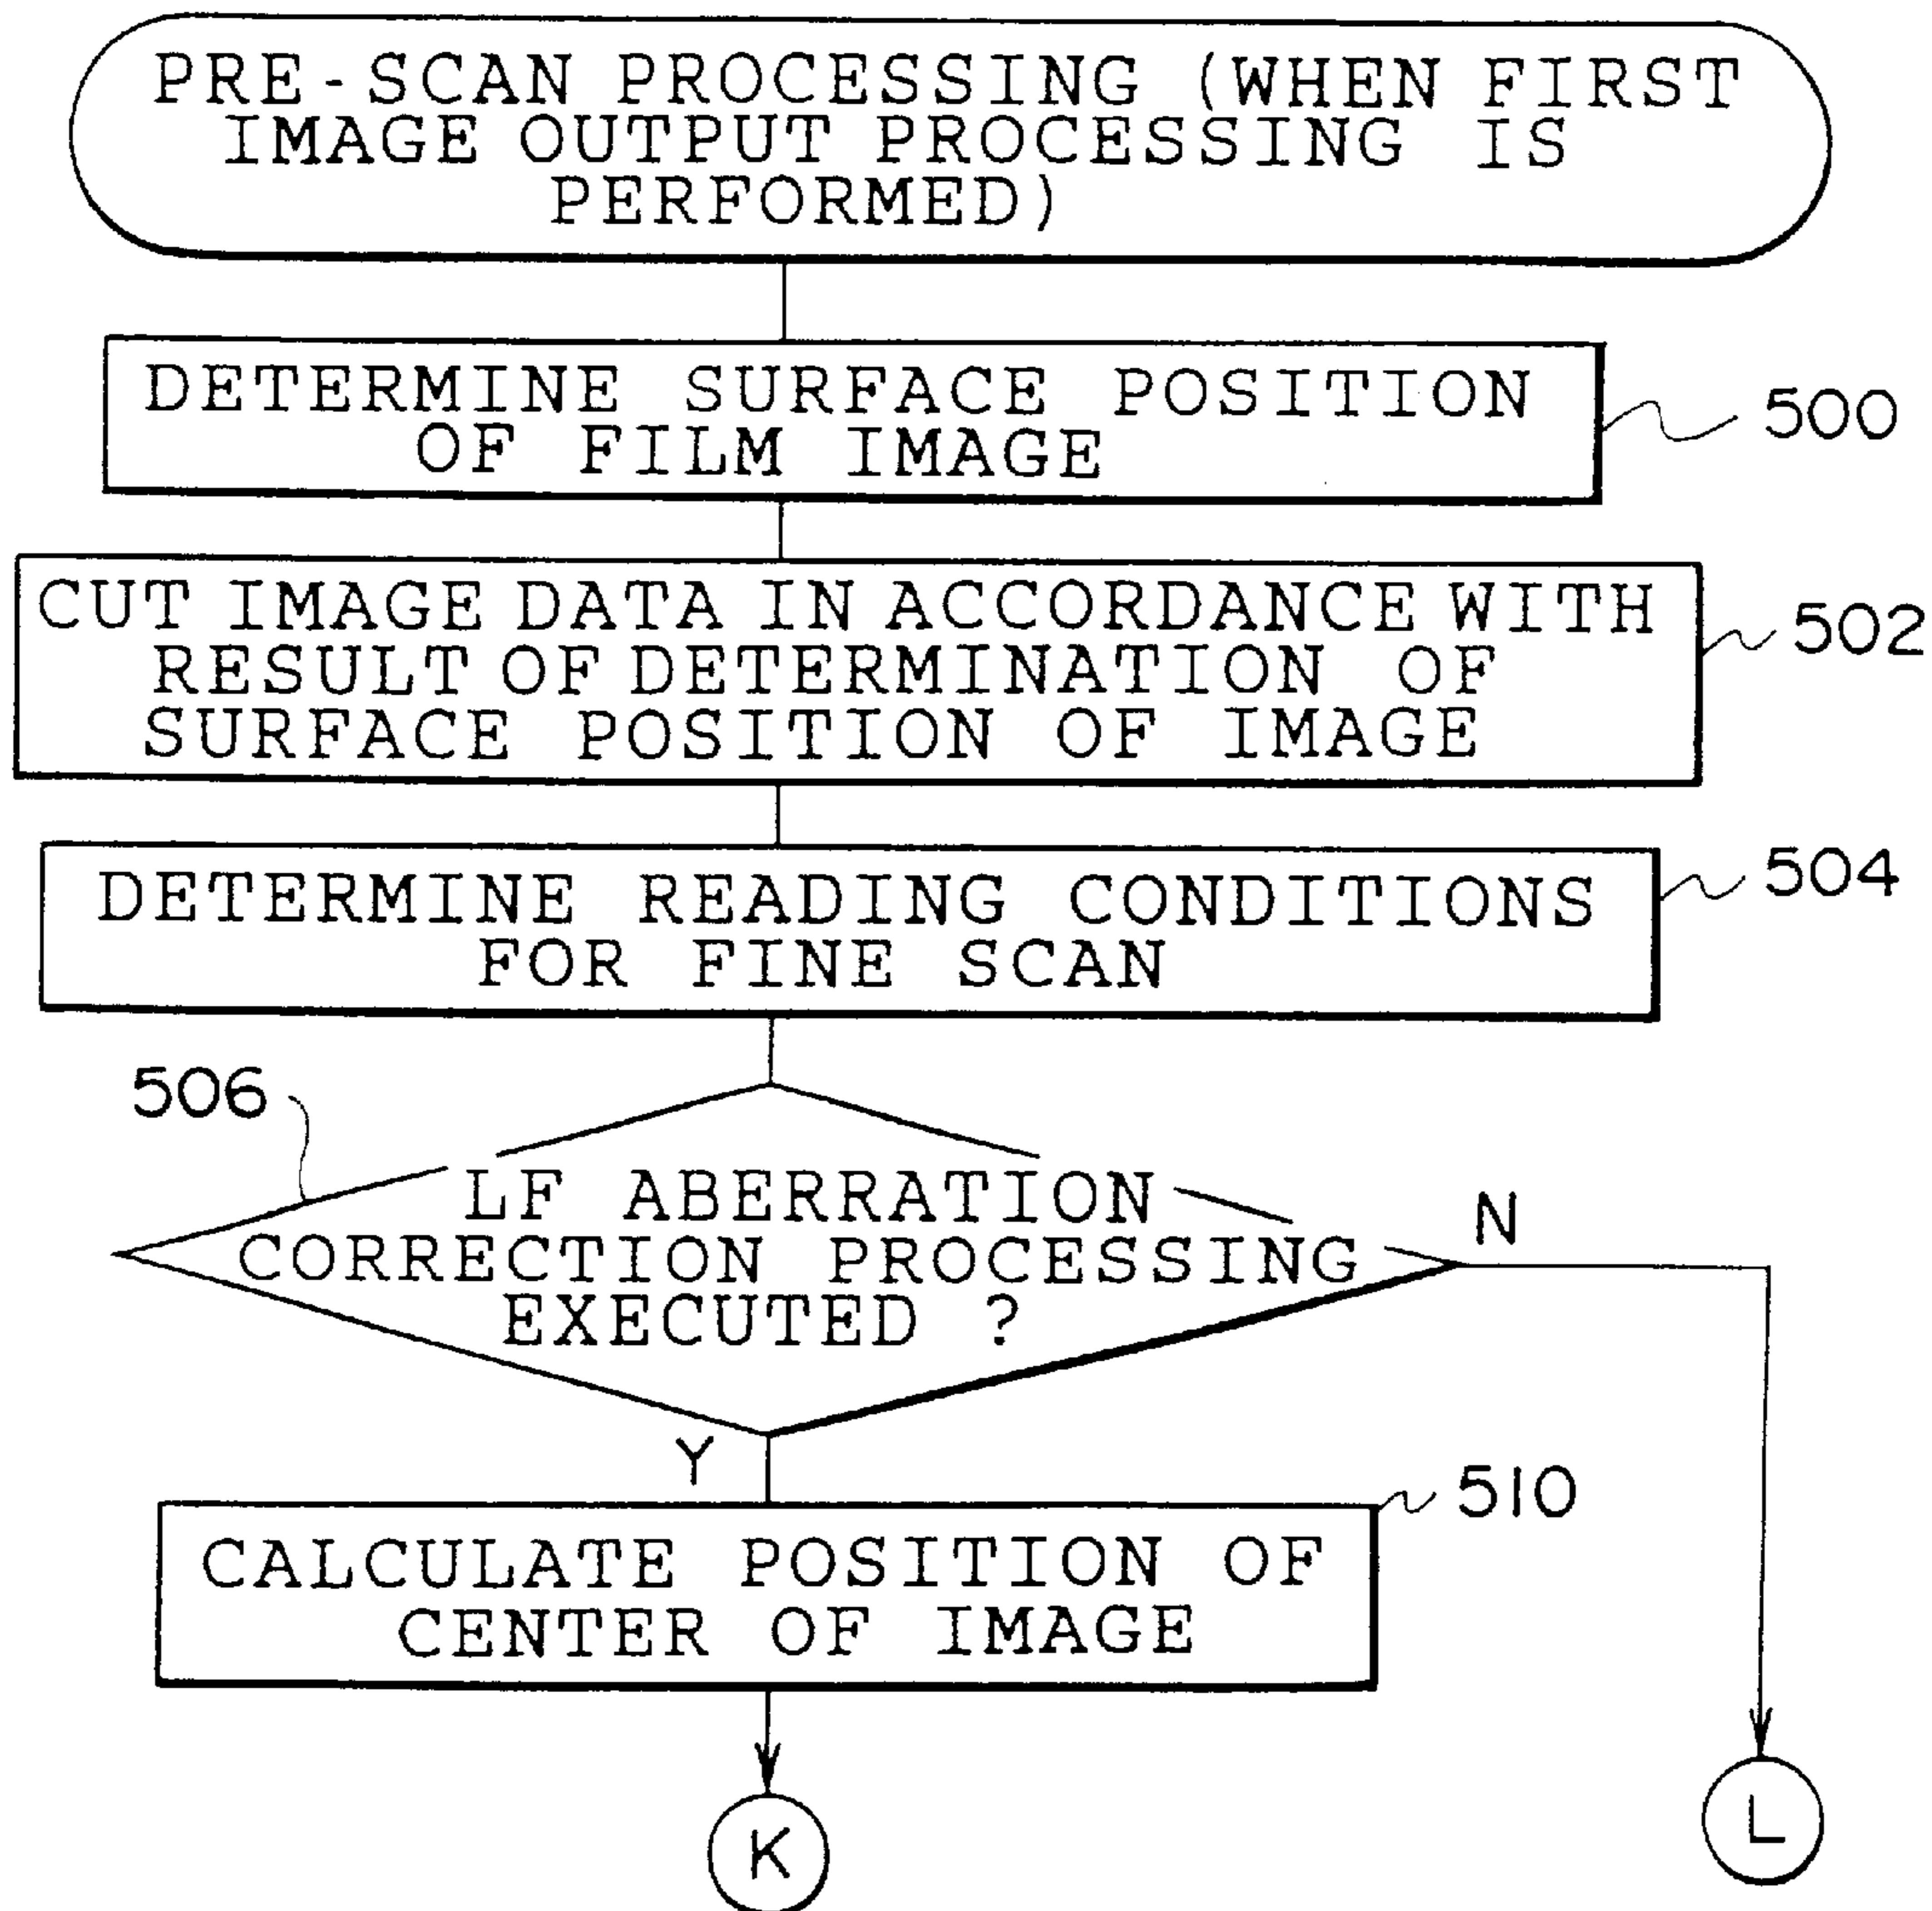 PRE-SCAN PROCESSING (WHEN FIRST
IMAGE OUTPUT PROCESSING IS
PERFORMED)
DETERMINE SURFACE POSITION
OF FILM IMAGE
500
CUT IMAGE DATA IN ACCORDANCE WITH
RESULT OF DETERMINATION OF
SURFACE POSITION OF IMAGE
502
DETERMINE READING CONDITIONS
FOR FINE SCAN
504
506
LF ABERRATION
CORRECTION PROCESSING
EXECUTED ?
N
Y
510
CALCULATE POSITION OF
CENTER OF IMAGE
K
L